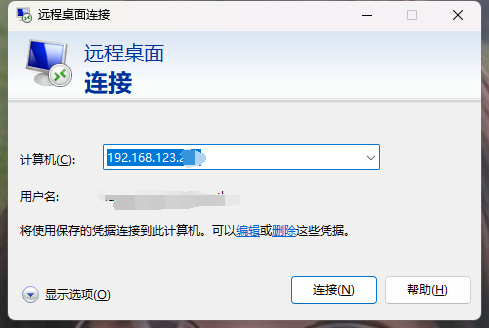 远程桌面连接
远程桌面
连接
计算机(C):
192.168.123.
用户名:
将使用保存的凭据连接到此计算机。可以编辑或删除这些凭据。
显示选项(O)
连接(N)
帮助(H)